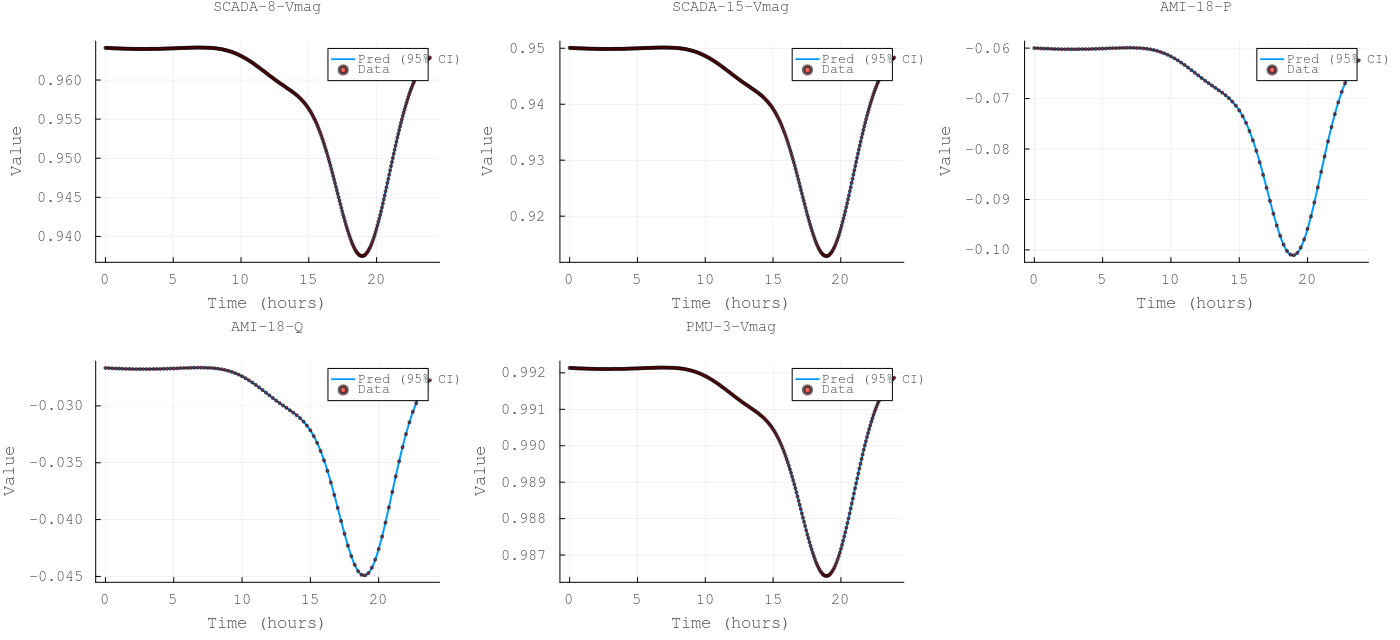 SCADA-8-Vmag
0.960
0.955
0.950
0.945
0.940
Value
0 5 10 15 20
Time (hours)
Pred (95% CI)
Data
SCADA-15-Vmag
0.95
0.94
0.93
0.92
Value
0 5 10 15 20
Time (hours)
Pred (95% CI)
Data
AMI-18-P
-0.06
-0.07
-0.08
-0.09
-0.10
Value
0 5 10 15 20
Time (hours)
Pred (95% CI)
Data
AMI-18-Q
-0.030
-0.035
-0.040
-0.045
Value
0 5 10 15 20
Time (hours)
Pred (95% CI)
Data
PMU-3-Vmag
0.992
0.991
0.990
0.989
0.988
0.987
Value
0 5 10 15 20
Time (hours)
Pred (95% CI)
Data